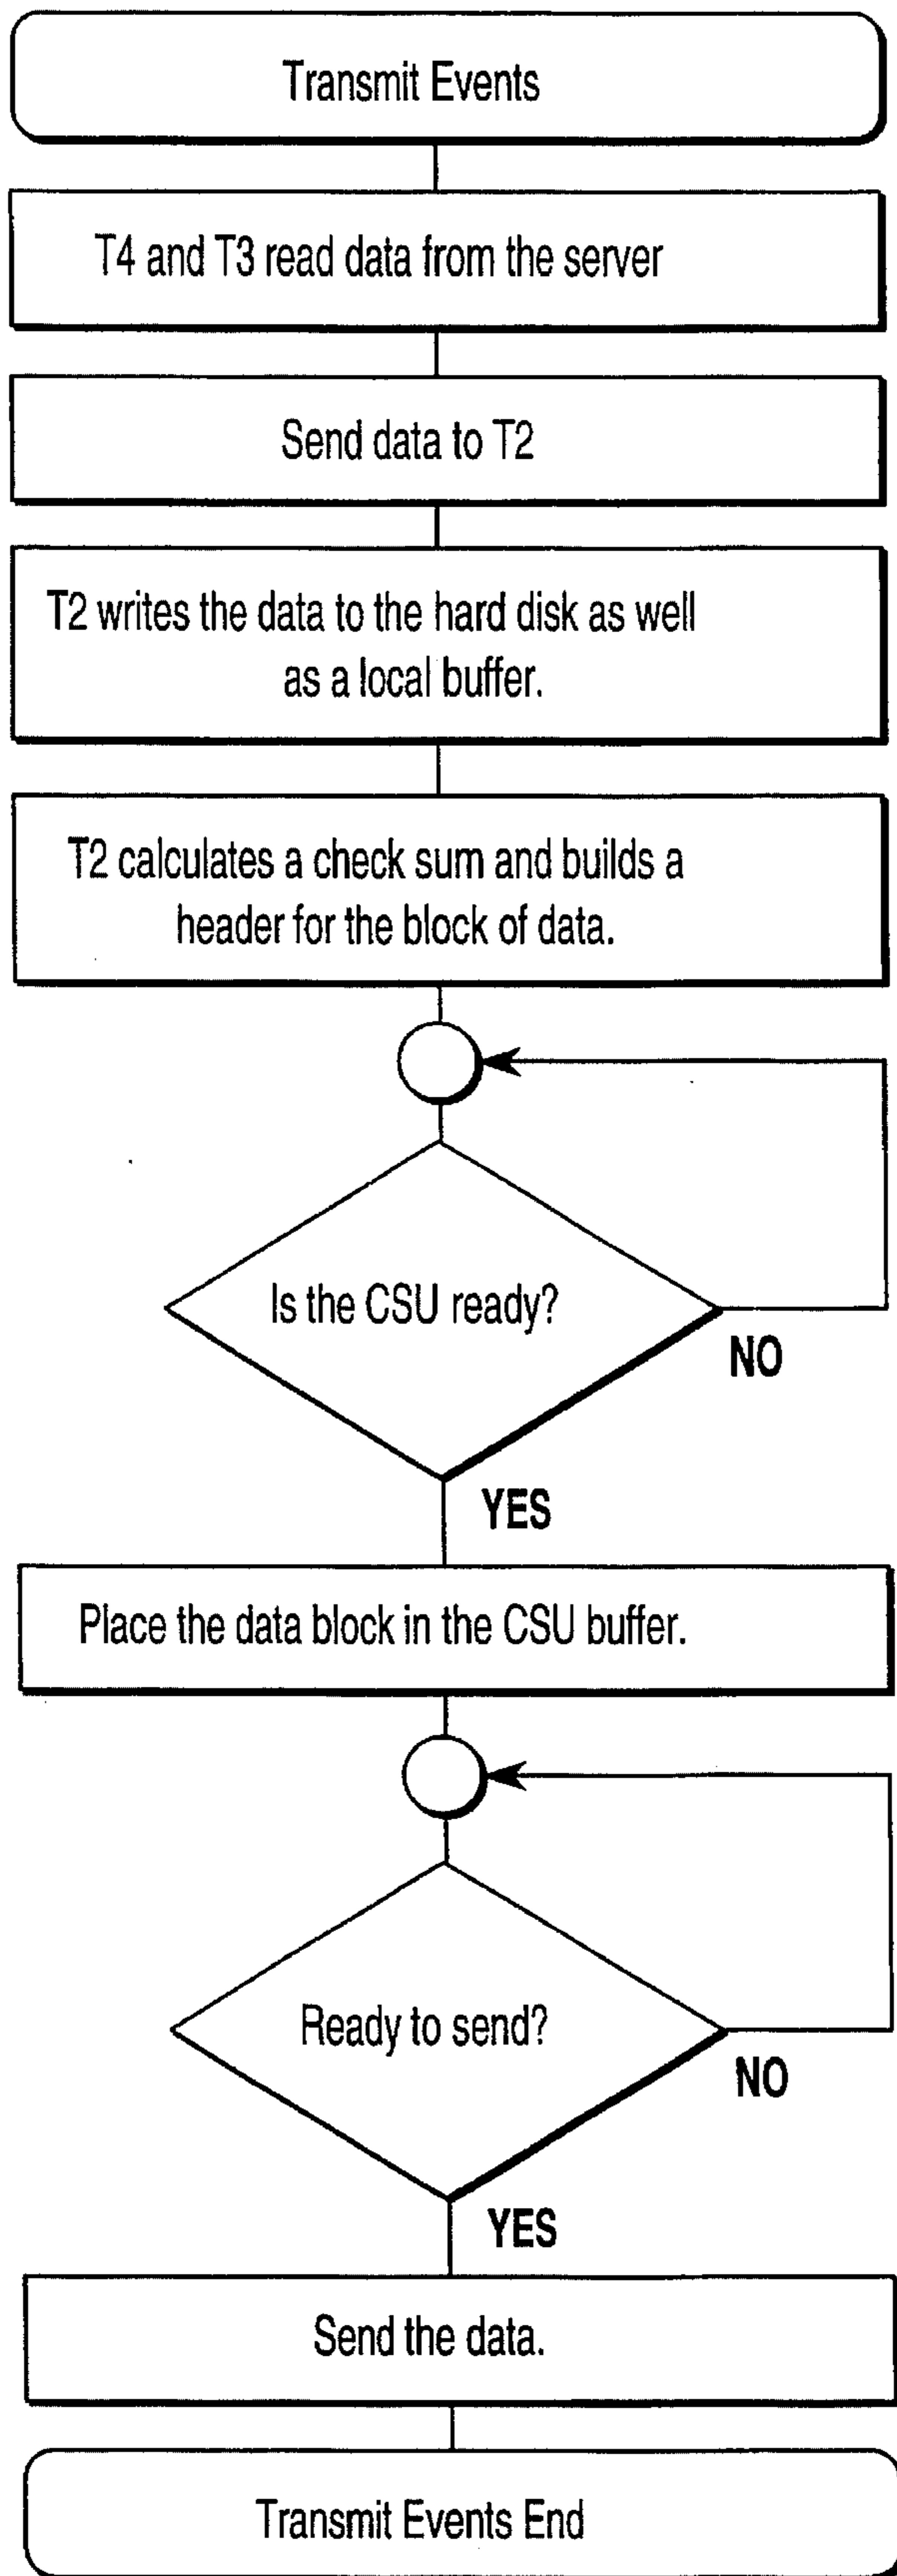 Transmit Events
T4 and T3 read data from the server
Send data to T2
T2 writes the data to the hard disk as well
as a local buffer.
T2 calculates a check sum and builds a
header for the block of data.
Is the CSU ready?
NO
YES
Place the data block in the CSU buffer.
Ready to send?
NO
YES
Send the data.
Transmit Events End